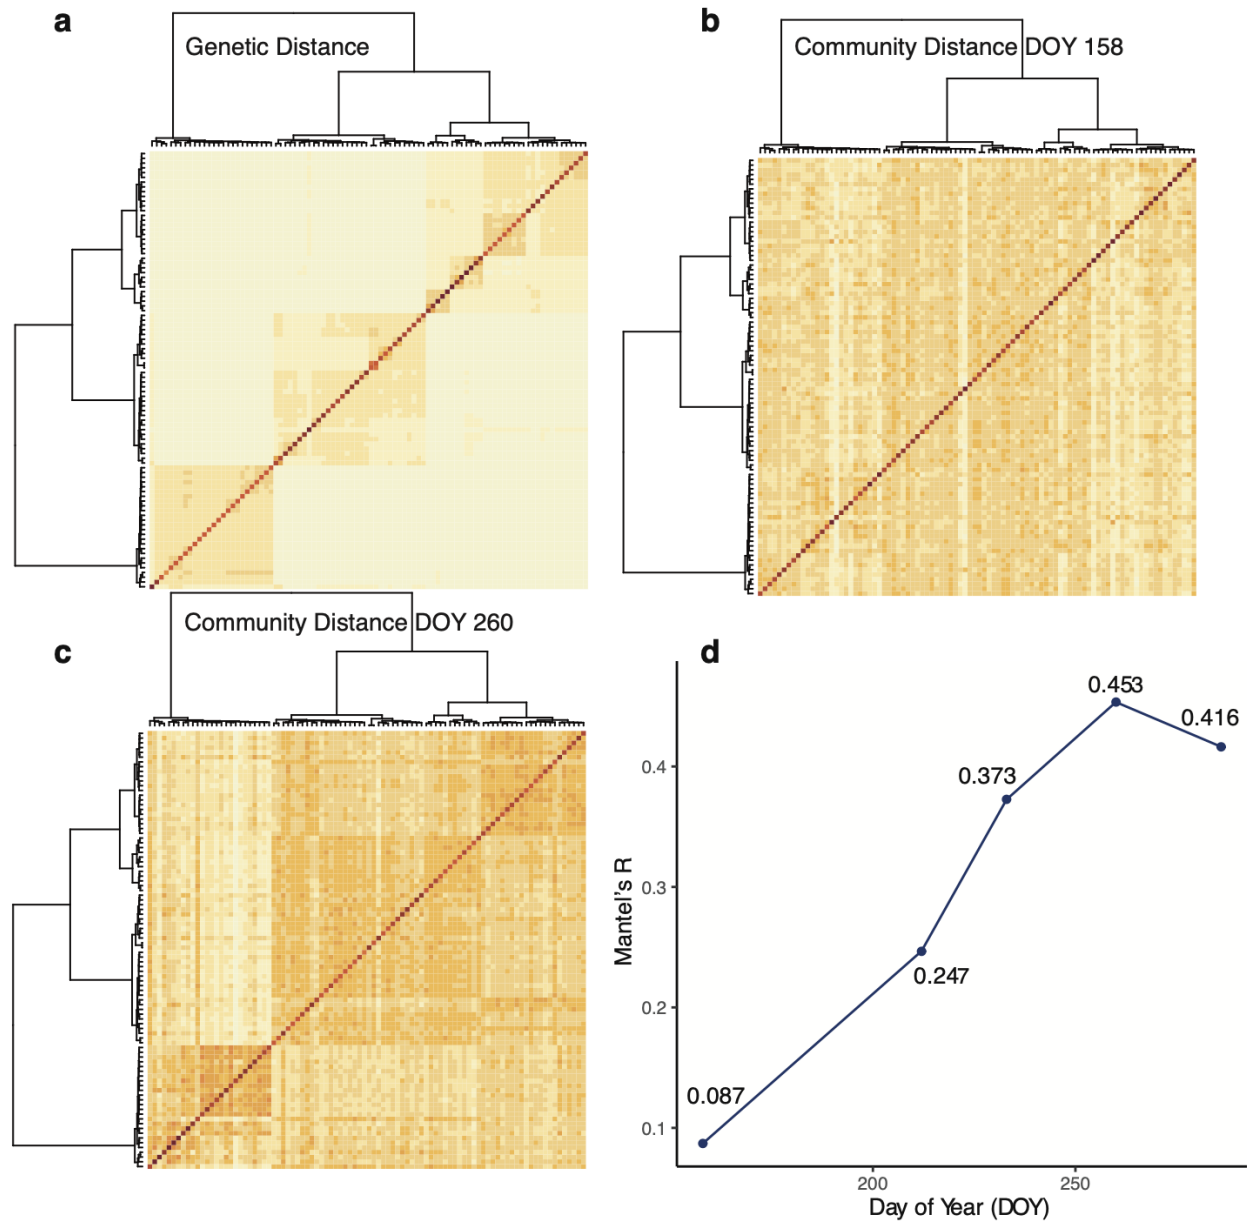 a
Genetic Distance
b
Community Distance DOY 158
c
Community Distance DOY 260
d
0.453
0.416
0.4
0.373
0.3
Mantel's R
0.247
0.2
0.087
0.1
200
250
Day of Year (DOY)